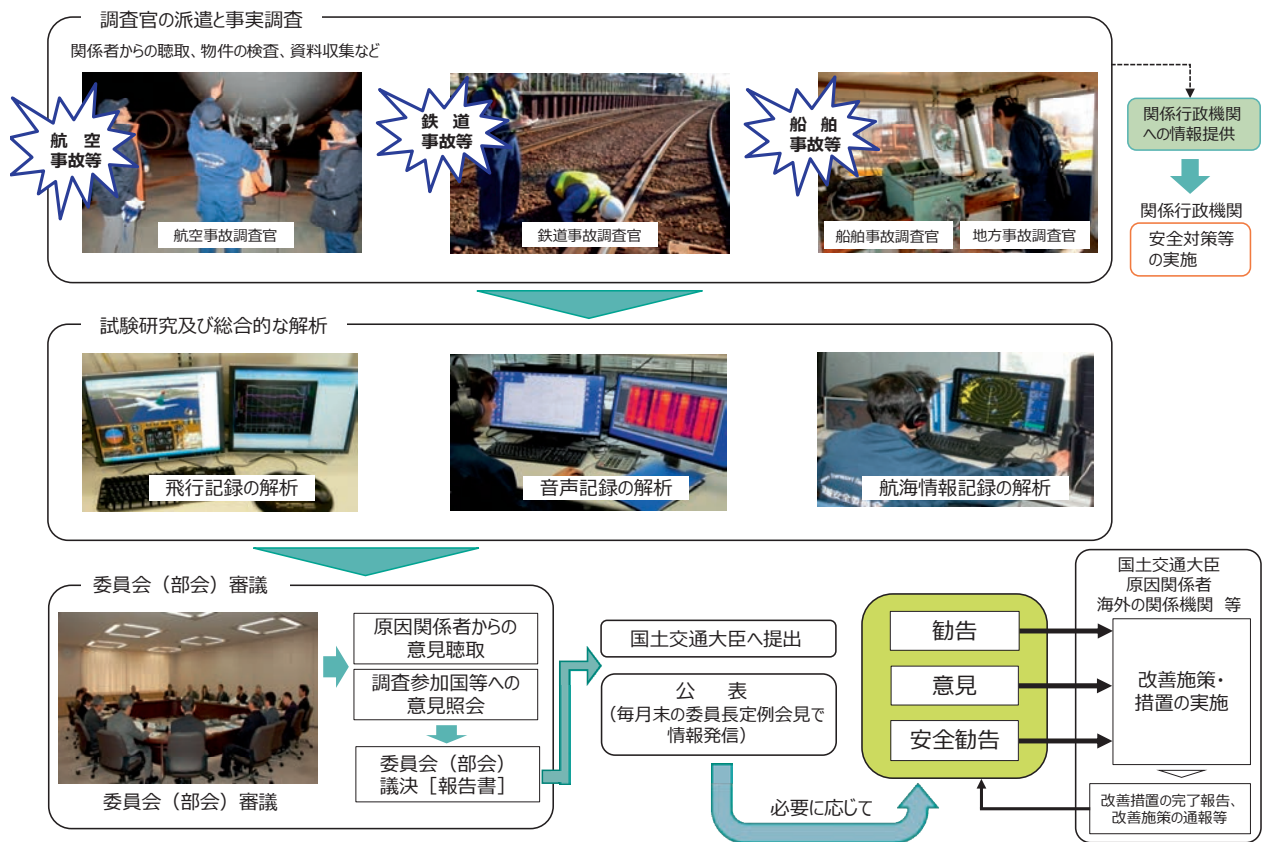 調査官の派遣と事実調査
関係者からの聴取、物件の検査、資料収集など
航　空
事故等
航空事故調査官
鉄　道
事故等
鉄道事故調査官
船　舶
事故等
船舶事故調査官
地方事故調査官
関係行政機関
への情報提供
関係行政機関
安全対策等
の実施
試験研究及び総合的な解析
飛行記録の解析
音声記録の解析
航海情報記録の解析
委員会（部会）審議
委員会（部会）審議
原因関係者からの
意見聴取
調査参加国等への
意見照会
委員会（部会）
議決［報告書］
国土交通大臣へ提出
公　表
（毎月末の委員長定例会見で
情報発信）
必要に応じて
勧告
意見
安全勧告
国土交通大臣
原因関係者
海外の関係機関　等
改善施策・
措置の実施
改善措置の完了報告、
改善施策の通報等